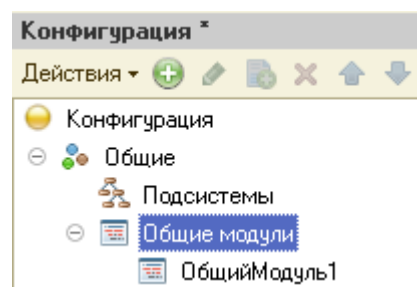 Конфигурация *
Действия
Конфигурация
Общие
Подсистемы
Общие модули
ОбщийМодуль1